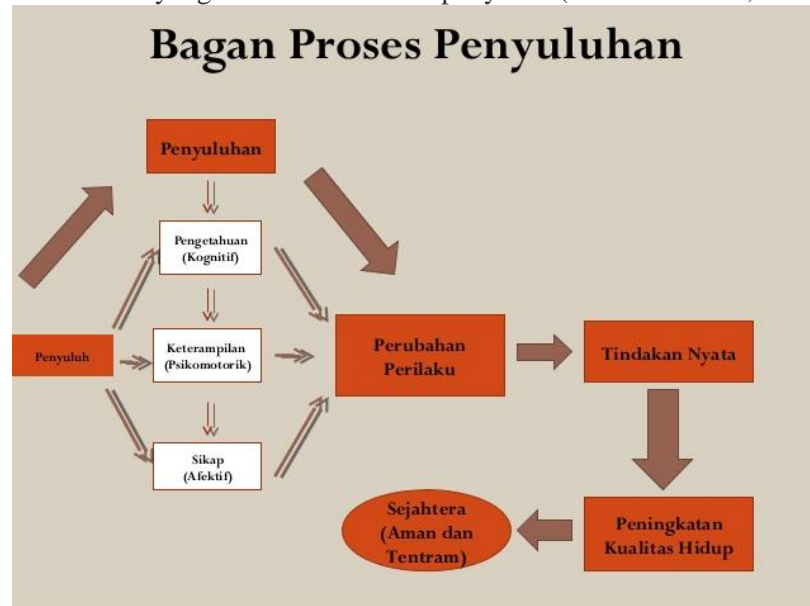 Bagan Proses Penyuluhan
Penyuluhan
Pengetahuan
(Kognitif)
Penyuluh
Keterampilan
(Psikomotorik)
Perubahan
Perilaku
Tindakan Nyata
Sikap
(Afektif)
Sejahtera
(Aman dan
Tentram)
Peningkatan
Kualitas Hidup